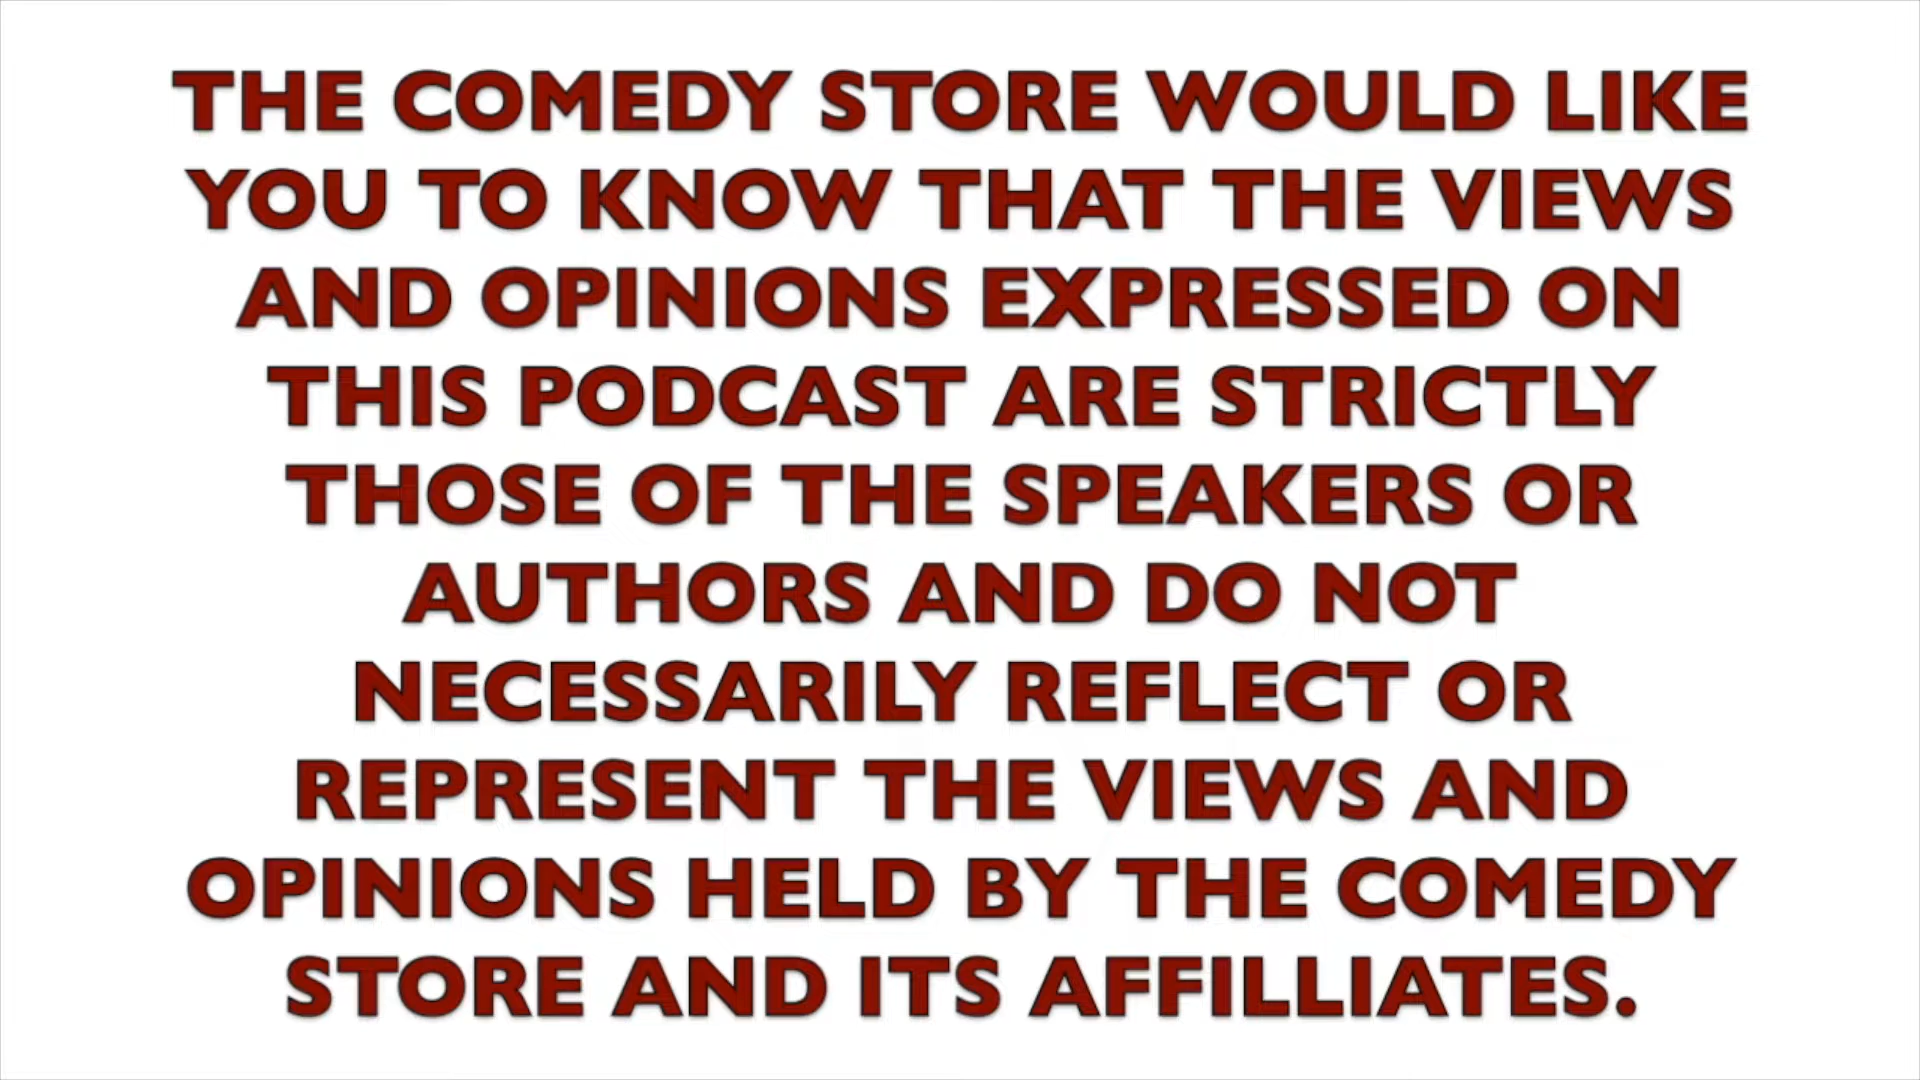 THE COMEDY STORE WOULD LIKE
YOU TO KNOW THAT THE VIEWS
AND OPINIONS EXPRESSED ON
THIS PODCAST ARE STRICTLY
THOSE OF THE SPEAKERS OR
AUTHORS AND DO NOT
NECESSARILY REFLECT OR
REPRESENT THE VIEWS AND
OPINIONS HELD BY THE COMEDY
STORE AND ITS AFFILLIATES.